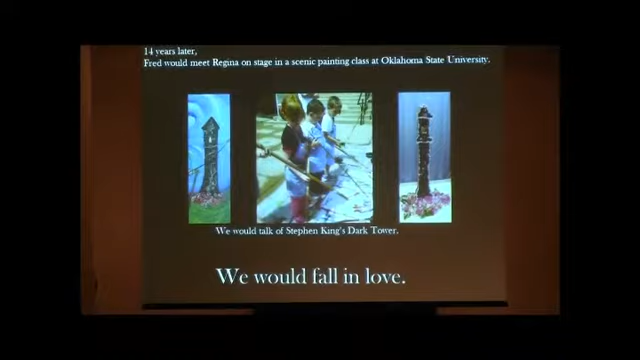 14 years later,
Fred would meet Regina on stage in a scenic painting class at Oklahoma State University.
We would talk of Stephen King's Dark Tower.
We would fall in love.